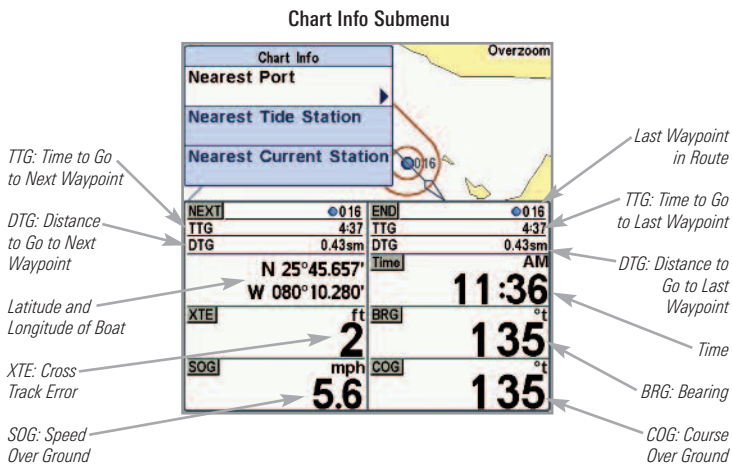 Chart Info Submenu
Chart Info
Overzoom
Nearest Port
Nearest Tide Station
Nearest Current Station
016
TTG: Time to Go
to Next Waypoint
DTG: Distance
to Go to Next
Waypoint
Latitude and
Longitude of Boat
XTE: Cross
Track Error
SOG: Speed
Over Ground
NEXT 016
TTG 4:37
DTG 0.43sm
N 25°45.657'
W 080°10.280'
XTE ft
2
SOG mph
5.6
END 016
TTG 4:37
DTG 0.43sm
Time AM
11:36
BRG °t
135
COG °t
135
Last Waypoint
in Route
TTG: Time to Go
to Last Waypoint
DTG: Distance to
Go to Last
Waypoint
Time
BRG: Bearing
COG: Course
Over Ground